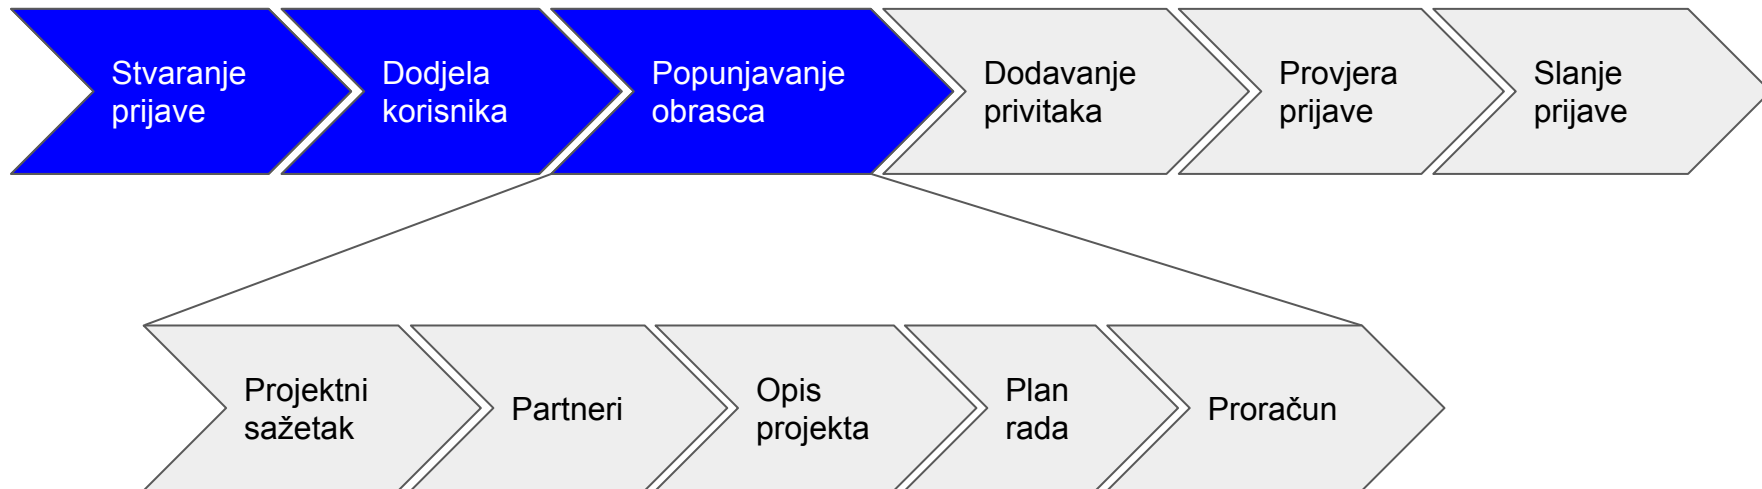 Stvaranje
prijave
Dodjela
korisnika
Popunjavanje
obrasca
Dodavanje
privitaka
Provjera
prijave
Slanje
prijave
Projektni
sažetak
Partneri
Opis
projekta
Plan
rada
Proračun